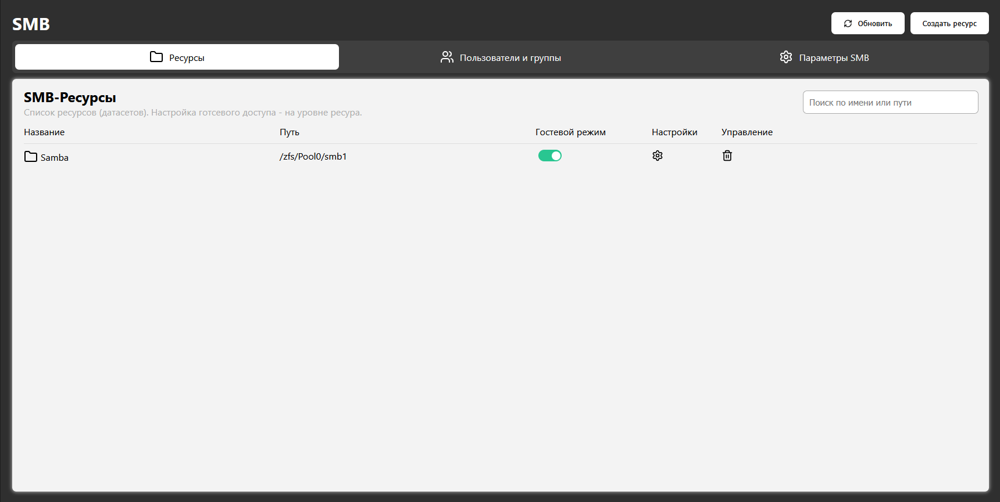 SMB
Обновить
Создать ресурс
Ресурсы
Пользователи и группы
Параметры SMB
SMB-Ресурсы
Поиск по имени или пути
Список ресурсов (датасетов). Настройка готсевого доступа - на уровне ресура.
Название
Путь
Гостевой режим
Настройки
Управление
Samba
/zfs/Pool0/smb1